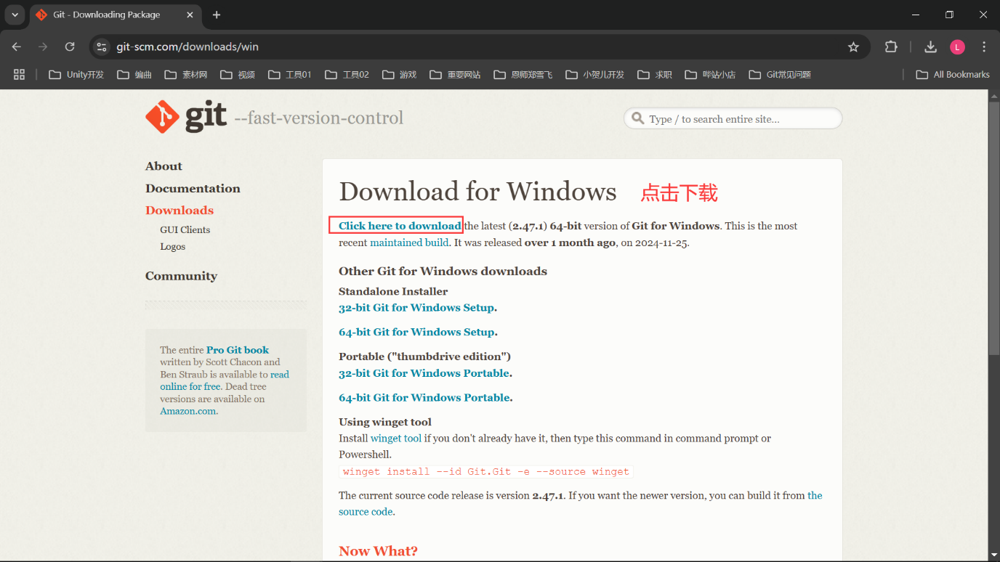 Git - Downloading Package
git-scm.com/downloads/win
L
Unity开发 编曲 素材网 视频 工具01 工具02 游戏 重要网站 恩师郑雪飞 小贺儿开发 求职 哔站小店 Git常见问题 All Bookmarks
git --fast-version-control
Type / to search entire site...
About
Documentation
Downloads
GUI Clients
Logos
Community
The entire Pro Git book
written by Scott Chacon and
Ben Straub is available to read
online for free. Dead tree
versions are available on
Amazon.com.
Download for Windows 点击下载
Click here to download the latest (2.47.1) 64-bit version of Git for Windows. This is the most
recent maintained build. It was released over 1 month ago, on 2024-11-25.
Other Git for Windows downloads
Standalone Installer
32-bit Git for Windows Setup.
64-bit Git for Windows Setup.
Portable ("thumbdrive edition")
32-bit Git for Windows Portable.
64-bit Git for Windows Portable.
Using winget tool
Install winget tool if you don't already have it, then type this command in command prompt or
Powershell.
winget install --id Git.Git -e --source winget
The current source code release is version 2.47.1. If you want the newer version, you can build it from the
source code.
Now What?